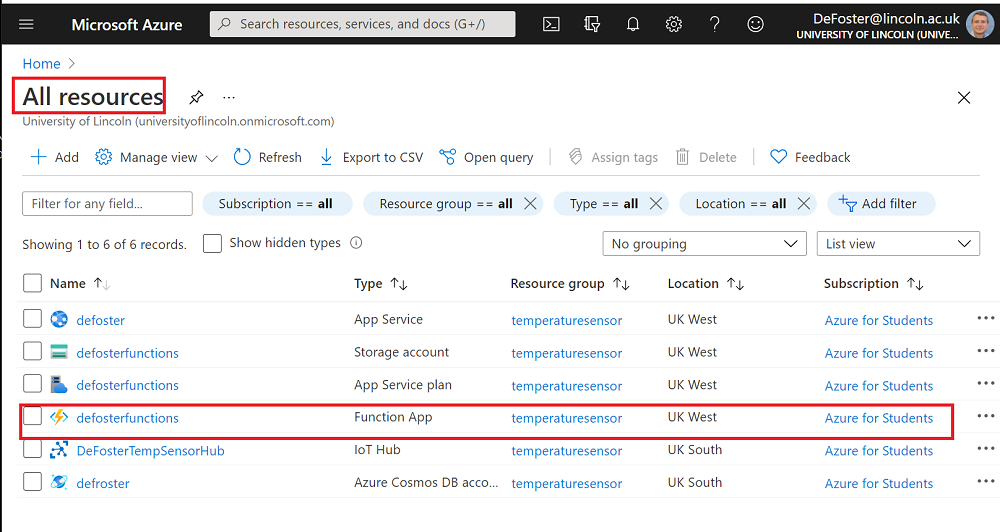 Microsoft Azure
Search resources, services, and docs (G+/)
DeFoster@lincoln.ac.uk
UNIVERSITY OF LINCOLN (UNIVE...
Home
All resources
University of Lincoln (universityoflincoln.onmicrosoft.com)
Add Manage view Refresh Export to CSV Open query Assign tags Delete Feedback
Filter for any field... Subscription == all Resource group == all Type == all Location == all Add filter
Showing 1 to 6 of 6 records. Show hidden types No grouping List view
Name Type Resource group Location Subscription
defoster App Service temperaturesensor UK West Azure for Students
defosterfunctions Storage account temperaturesensor UK West Azure for Students
defosterfunctions App Service plan temperaturesensor UK West Azure for Students
defosterfunctions Function App temperaturesensor UK West Azure for Students
DeFosterTempSensorHub IoT Hub temperaturesensor UK South Azure for Students
defroster Azure Cosmos DB acco... temperaturesensor UK South Azure for Students